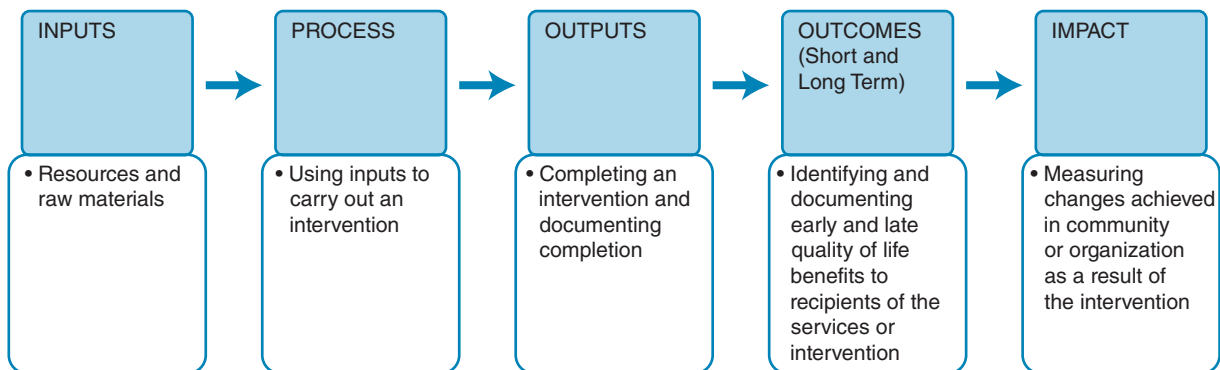 INPUTS
• Resources and
raw materials
PROCESS
• Using inputs to
carry out an
intervention
OUTPUTS
• Completing an
intervention and
documenting
completion
OUTCOMES
(Short and
Long Term)
• Identifying and
documenting
early and late
quality of life
benefits to
recipients of the
services or
intervention
IMPACT
• Measuring
changes achieved
in community
or organization
as a result of
the intervention